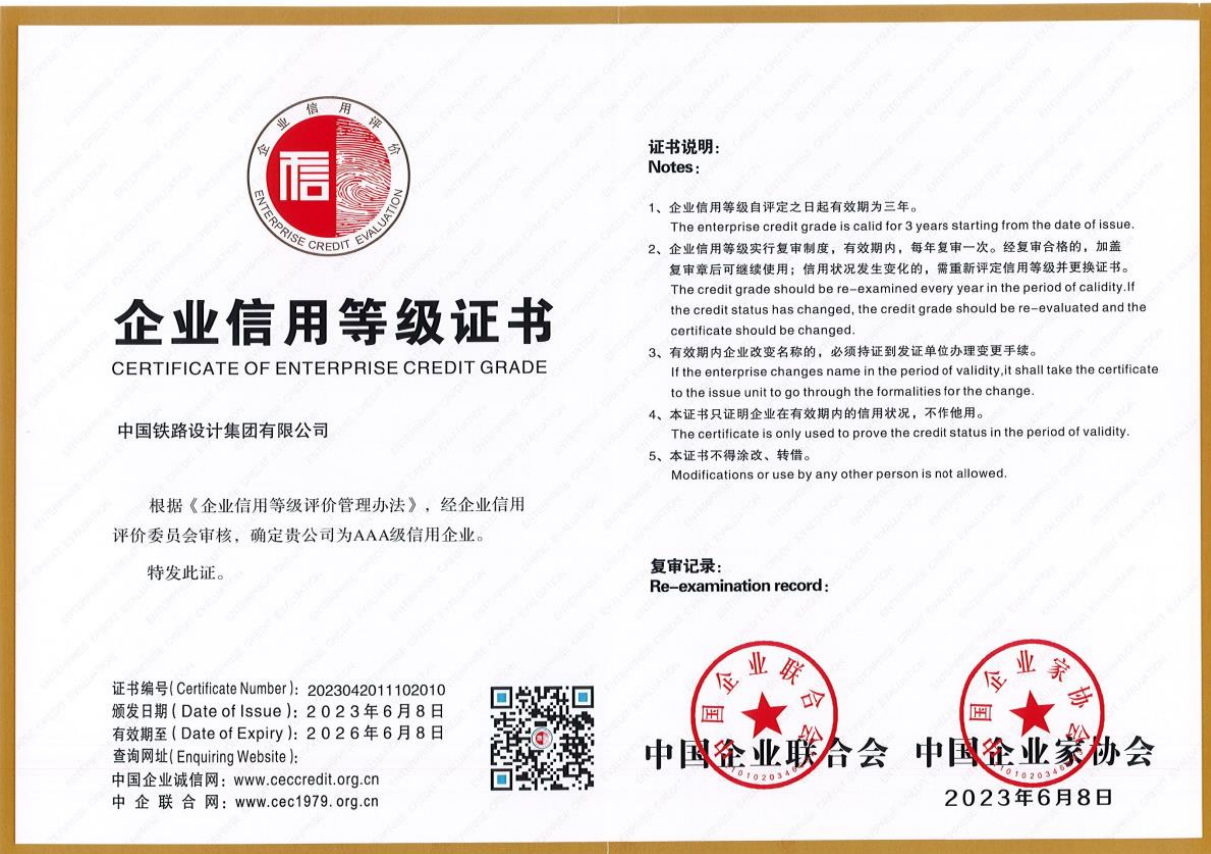 企业信用评价
信
ENTERPRISE CREDIT EVALUATION
企业信用等级证书
CERTIFICATE OF ENTERPRISE CREDIT GRADE
中国铁路设计集团有限公司
根据《企业信用等级评价管理办法》，经企业信用
评价委员会审核，确定贵公司为AAA级信用企业。
特发此证。
证书编号(Certificate Number)：2023042011102010
颁发日期(Date of Issue)：2023年6月8日
有效期至(Date of Expiry)：2026年6月8日
查询网址(Enquiring Website)：
中国企业诚信网：www.ceccredit.org.cn
中企联合网：www.cec1979.org.cn
证书说明：
Notes：
1、企业信用等级自评定之日起有效期为三年。
The enterprise credit grade is calid for 3 years starting from the date of issue.
2、企业信用等级实行复审制度，有效期内，每年复审一次。经复审合格的，加盖
复审章后可继续使用；信用状况发生变化的，需重新评定信用等级并更换证书。
The credit grade should be re-examined every year in the period of calidity.If
the credit status has changed, the credit grade should be re-evaluated and the
certificate should be changed.
3、有效期内企业改变名称的，必须持证到发证单位办理变更手续。
If the enterprise changes name in the period of validity,it shall take the certificate
to the issue unit to go through the formalities for the change.
4、本证书只证明企业在有效期内的信用状况，不作他用。
The certificate is only used to prove the credit status in the period of validity.
5、本证书不得涂改、转借。
Modifications or use by any other person is not allowed.
复审记录：
Re-examination record：
中国企业联合会
中国企业家协会
中国企业联合会 中国企业家协会
2023年6月8日